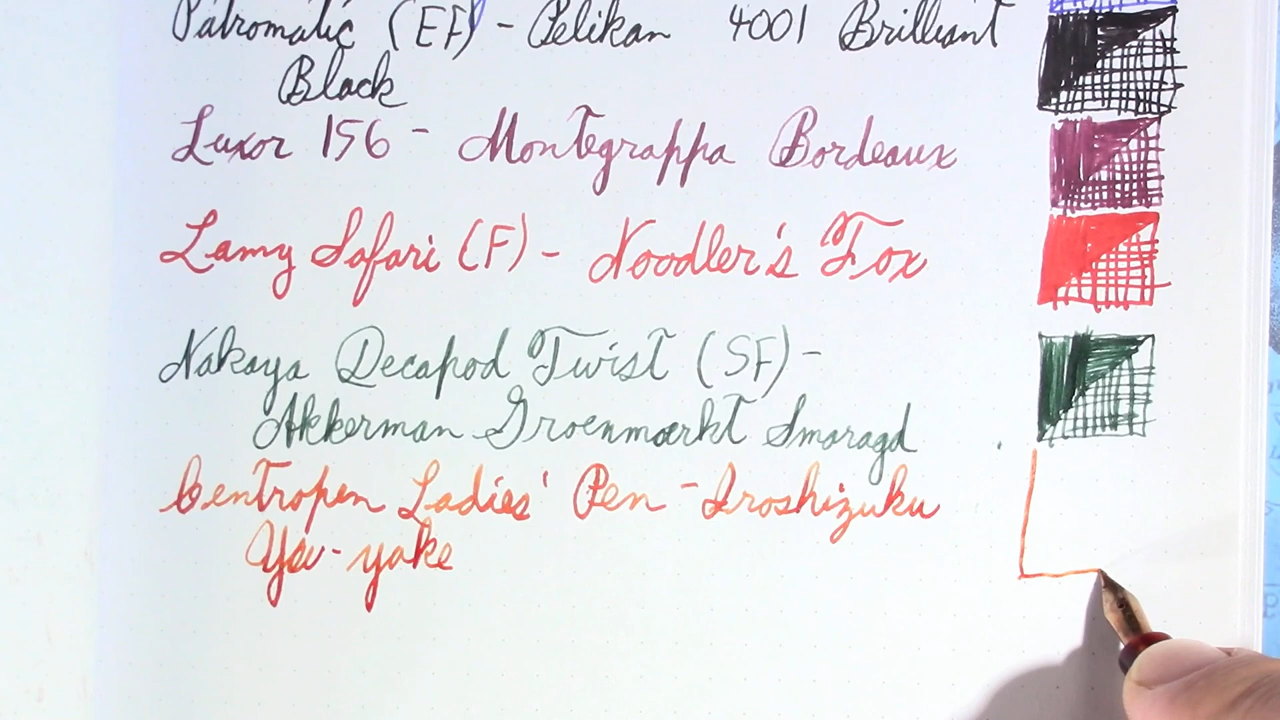 Patromatic (EF) - Pelikan 4001 Brilliant
Black
Luxor 156 - Montegrappa Bordeaux
Lamy Safari (F) - Noodler's Fox
Nakaya Decapod Twist (SF) -
Akkerman Groenmarkt Smaragd
Centropen Ladies' Pen - Iroshizuku
Yu-yake